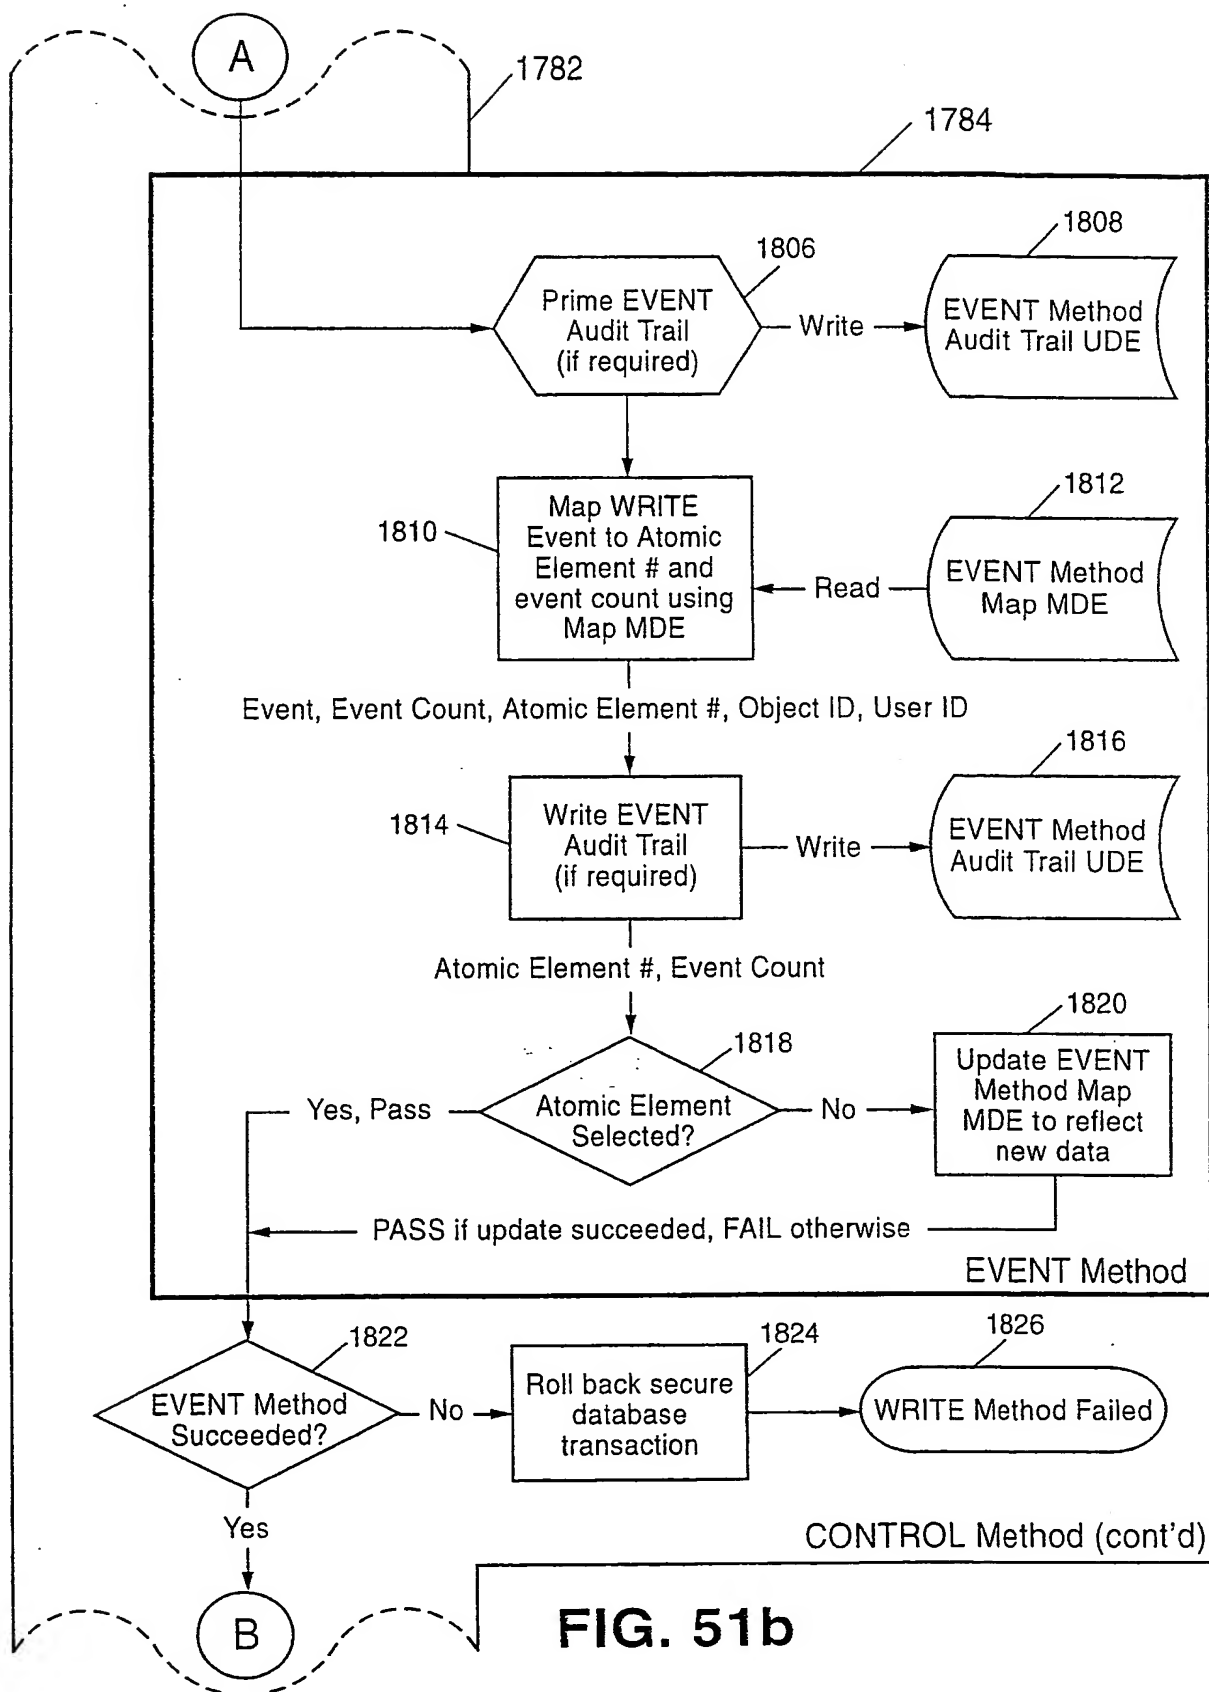 A
1782
1784
1806
1808
Prime EVENT
Audit Trail
(if required)
Write
EVENT Method
Audit Trail UDE
1810
Map WRITE
Event to Atomic
Element # and
event count using
Map MDE
Read
1812
EVENT Method
Map MDE
Event, Event Count, Atomic Element #, Object ID, User ID
1814
Write EVENT
Audit Trail
(if required)
Write
1816
EVENT Method
Audit Trail UDE
Atomic Element #, Event Count
1818
1820
Yes, Pass
Atomic Element
Selected?
No
Update EVENT
Method Map
MDE to reflect
new data
PASS if update succeeded, FAIL otherwise
EVENT Method
1822
1824
1826
EVENT Method
Succeeded?
No
Roll back secure
database
transaction
WRITE Method Failed
Yes
CONTROL Method (cont'd)
B
FIG. 51b